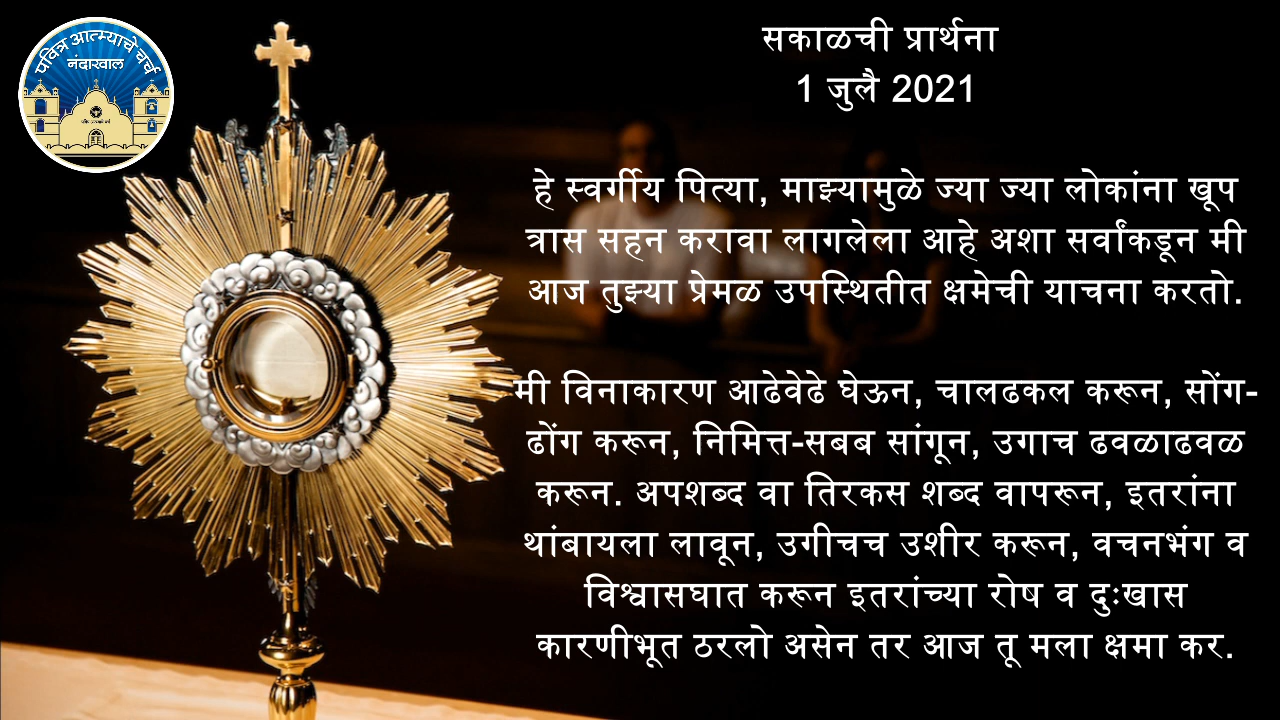 पवित्र आत्म्याचे चर्च
नंदाखाल
सकाळची प्रार्थना
1 जुलै 2021
हे स्वर्गीय पित्या, माझ्यामुळे ज्या ज्या लोकांना खूप
त्रास सहन करावा लागलेला आहे अशा सर्वांकडून मी
आज तुझ्या प्रेमळ उपस्थितीत क्षमेची याचना करतो.
मी विनाकारण आढेवेढे घेऊन, चालढकल करून, सोंग-
ढोंग करून, निमित्त-सबब सांगून, उगाच ढवळाढवळ
करून. अपशब्द वा तिरकस शब्द वापरून, इतरांना
थांबायला लावून, उगीचच उशीर करून, वचनभंग व
विश्वासघात करून इतरांच्या रोष व दुःखास
कारणीभूत ठरलो असेन तर आज तू मला क्षमा कर.